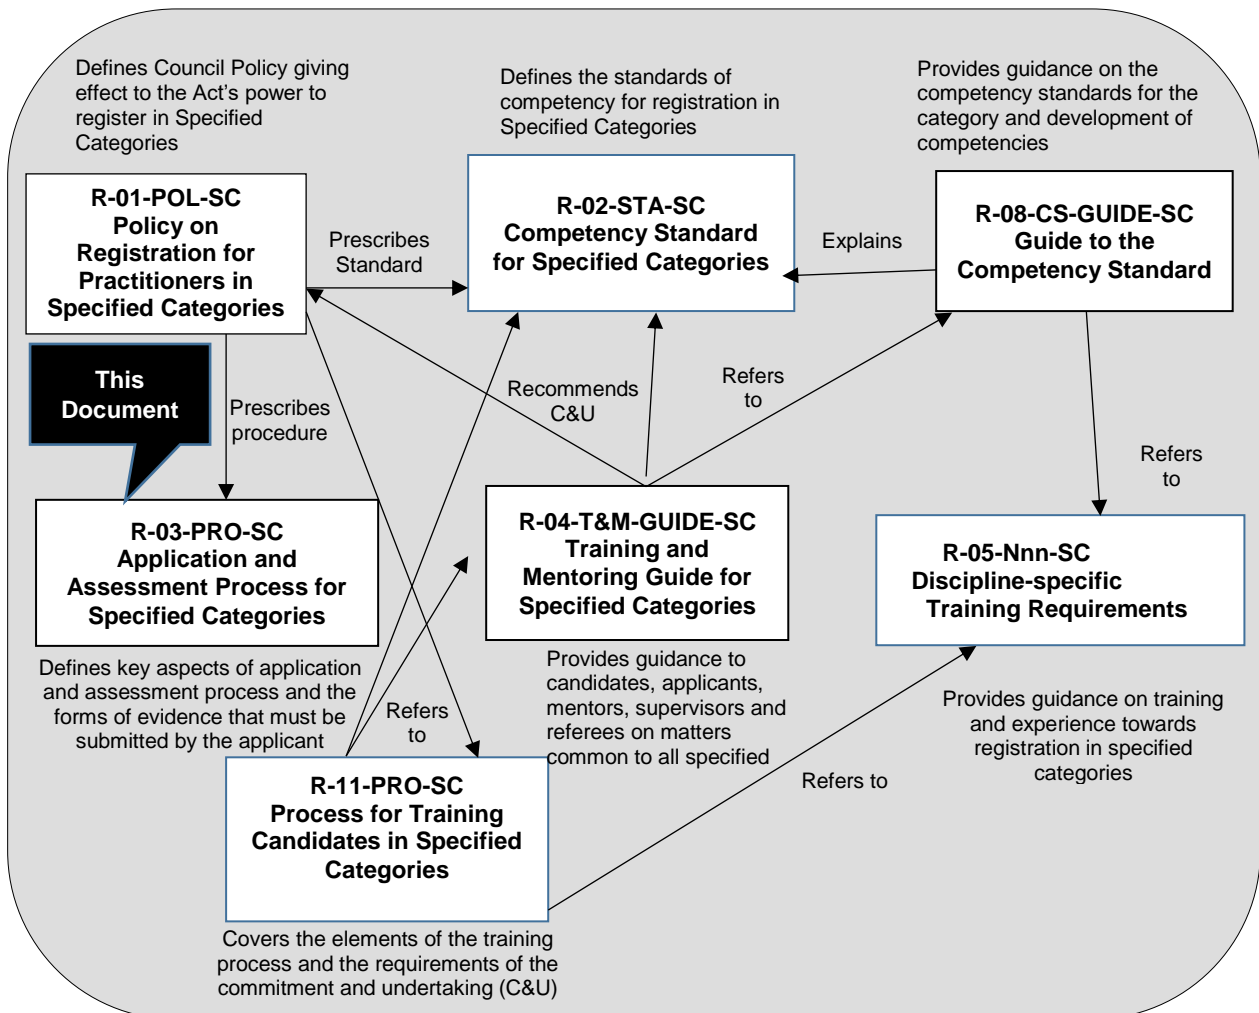 Defines Council Policy giving
effect to the Act's power to
register in Specified
Categories
Defines the standards of
competency for registration in
Specified Categories
Provides guidance on the
competency standards for the
category and development of
competencies
R-01-POL-SC
Policy on
Registration for
Practitioners in
Specified Categories
Prescribes
Standard
R-02-STA-SC
Competency Standard
for Specified Categories
Explains
R-08-CS-GUIDE-SC
Guide to the
Competency Standard
This
Document
Prescribes
procedure
Recommends
C&U
Refers
to
Refers
to
R-03-PRO-SC
Application and
Assessment Process for
Specified Categories
R-04-T&M-GUIDE-SC
Training and
Mentoring Guide for
Specified Categories
R-05-Nnn-SC
Discipline-specific
Training Requirements
Defines key aspects of application
and assessment process and the
forms of evidence that must be
submitted by the applicant
Refers
to
Provides guidance to
candidates, applicants,
mentors, supervisors and
referees on matters
common to all specified
Provides guidance on training
and experience towards
registration in specified
categories
Refers to
R-11-PRO-SC
Process for Training
Candidates in Specified
Categories
Covers the elements of the training
process and the requirements of the
commitment and undertaking (C&U)